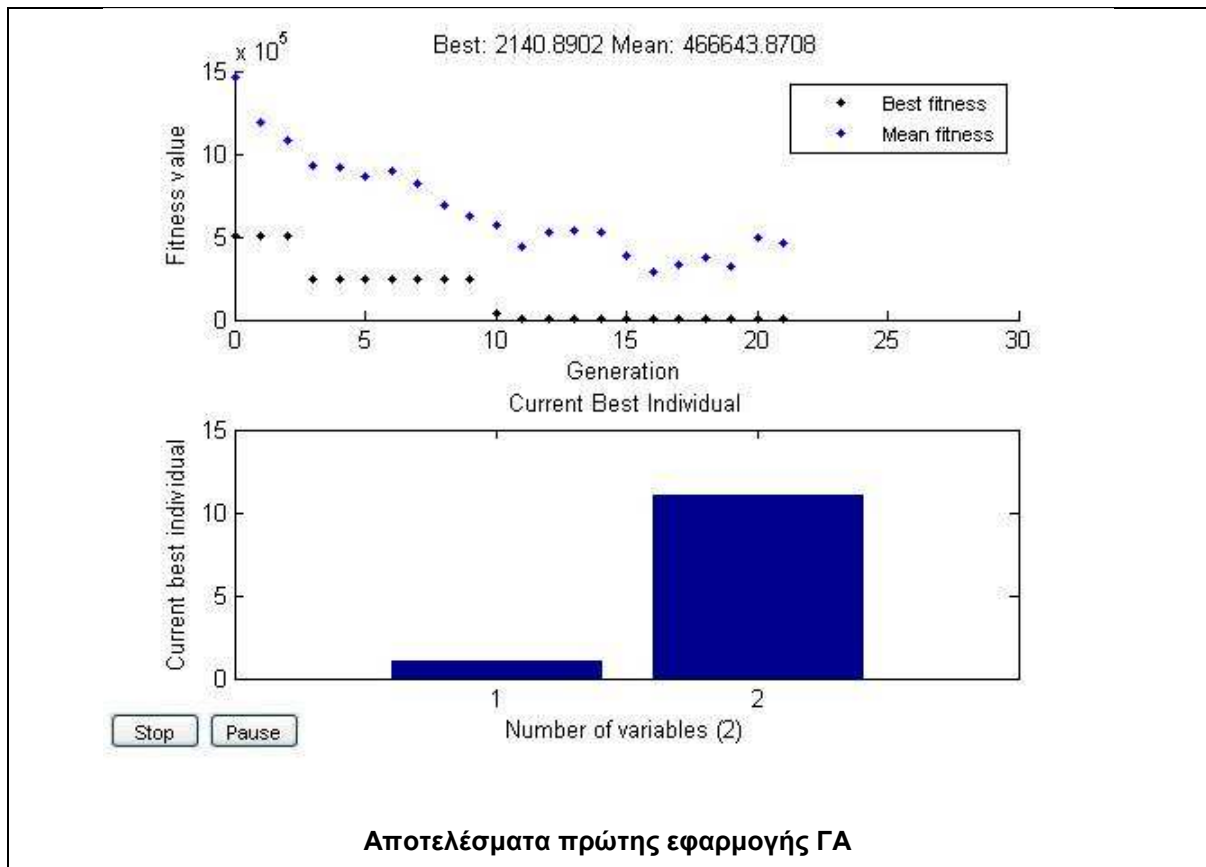 Best: 2140.8902 Mean: 466643.8708
x 10^5
15
10
5
0
Fitness value
Best fitness
Mean fitness
0 5 10 15 20 25 30
Generation
Current Best Individual
15
10
5
0
Current best individual
1 2
Number of variables (2)
Stop Pause
Αποτελέσματα πρώτης εφαρμογής ΓΑ